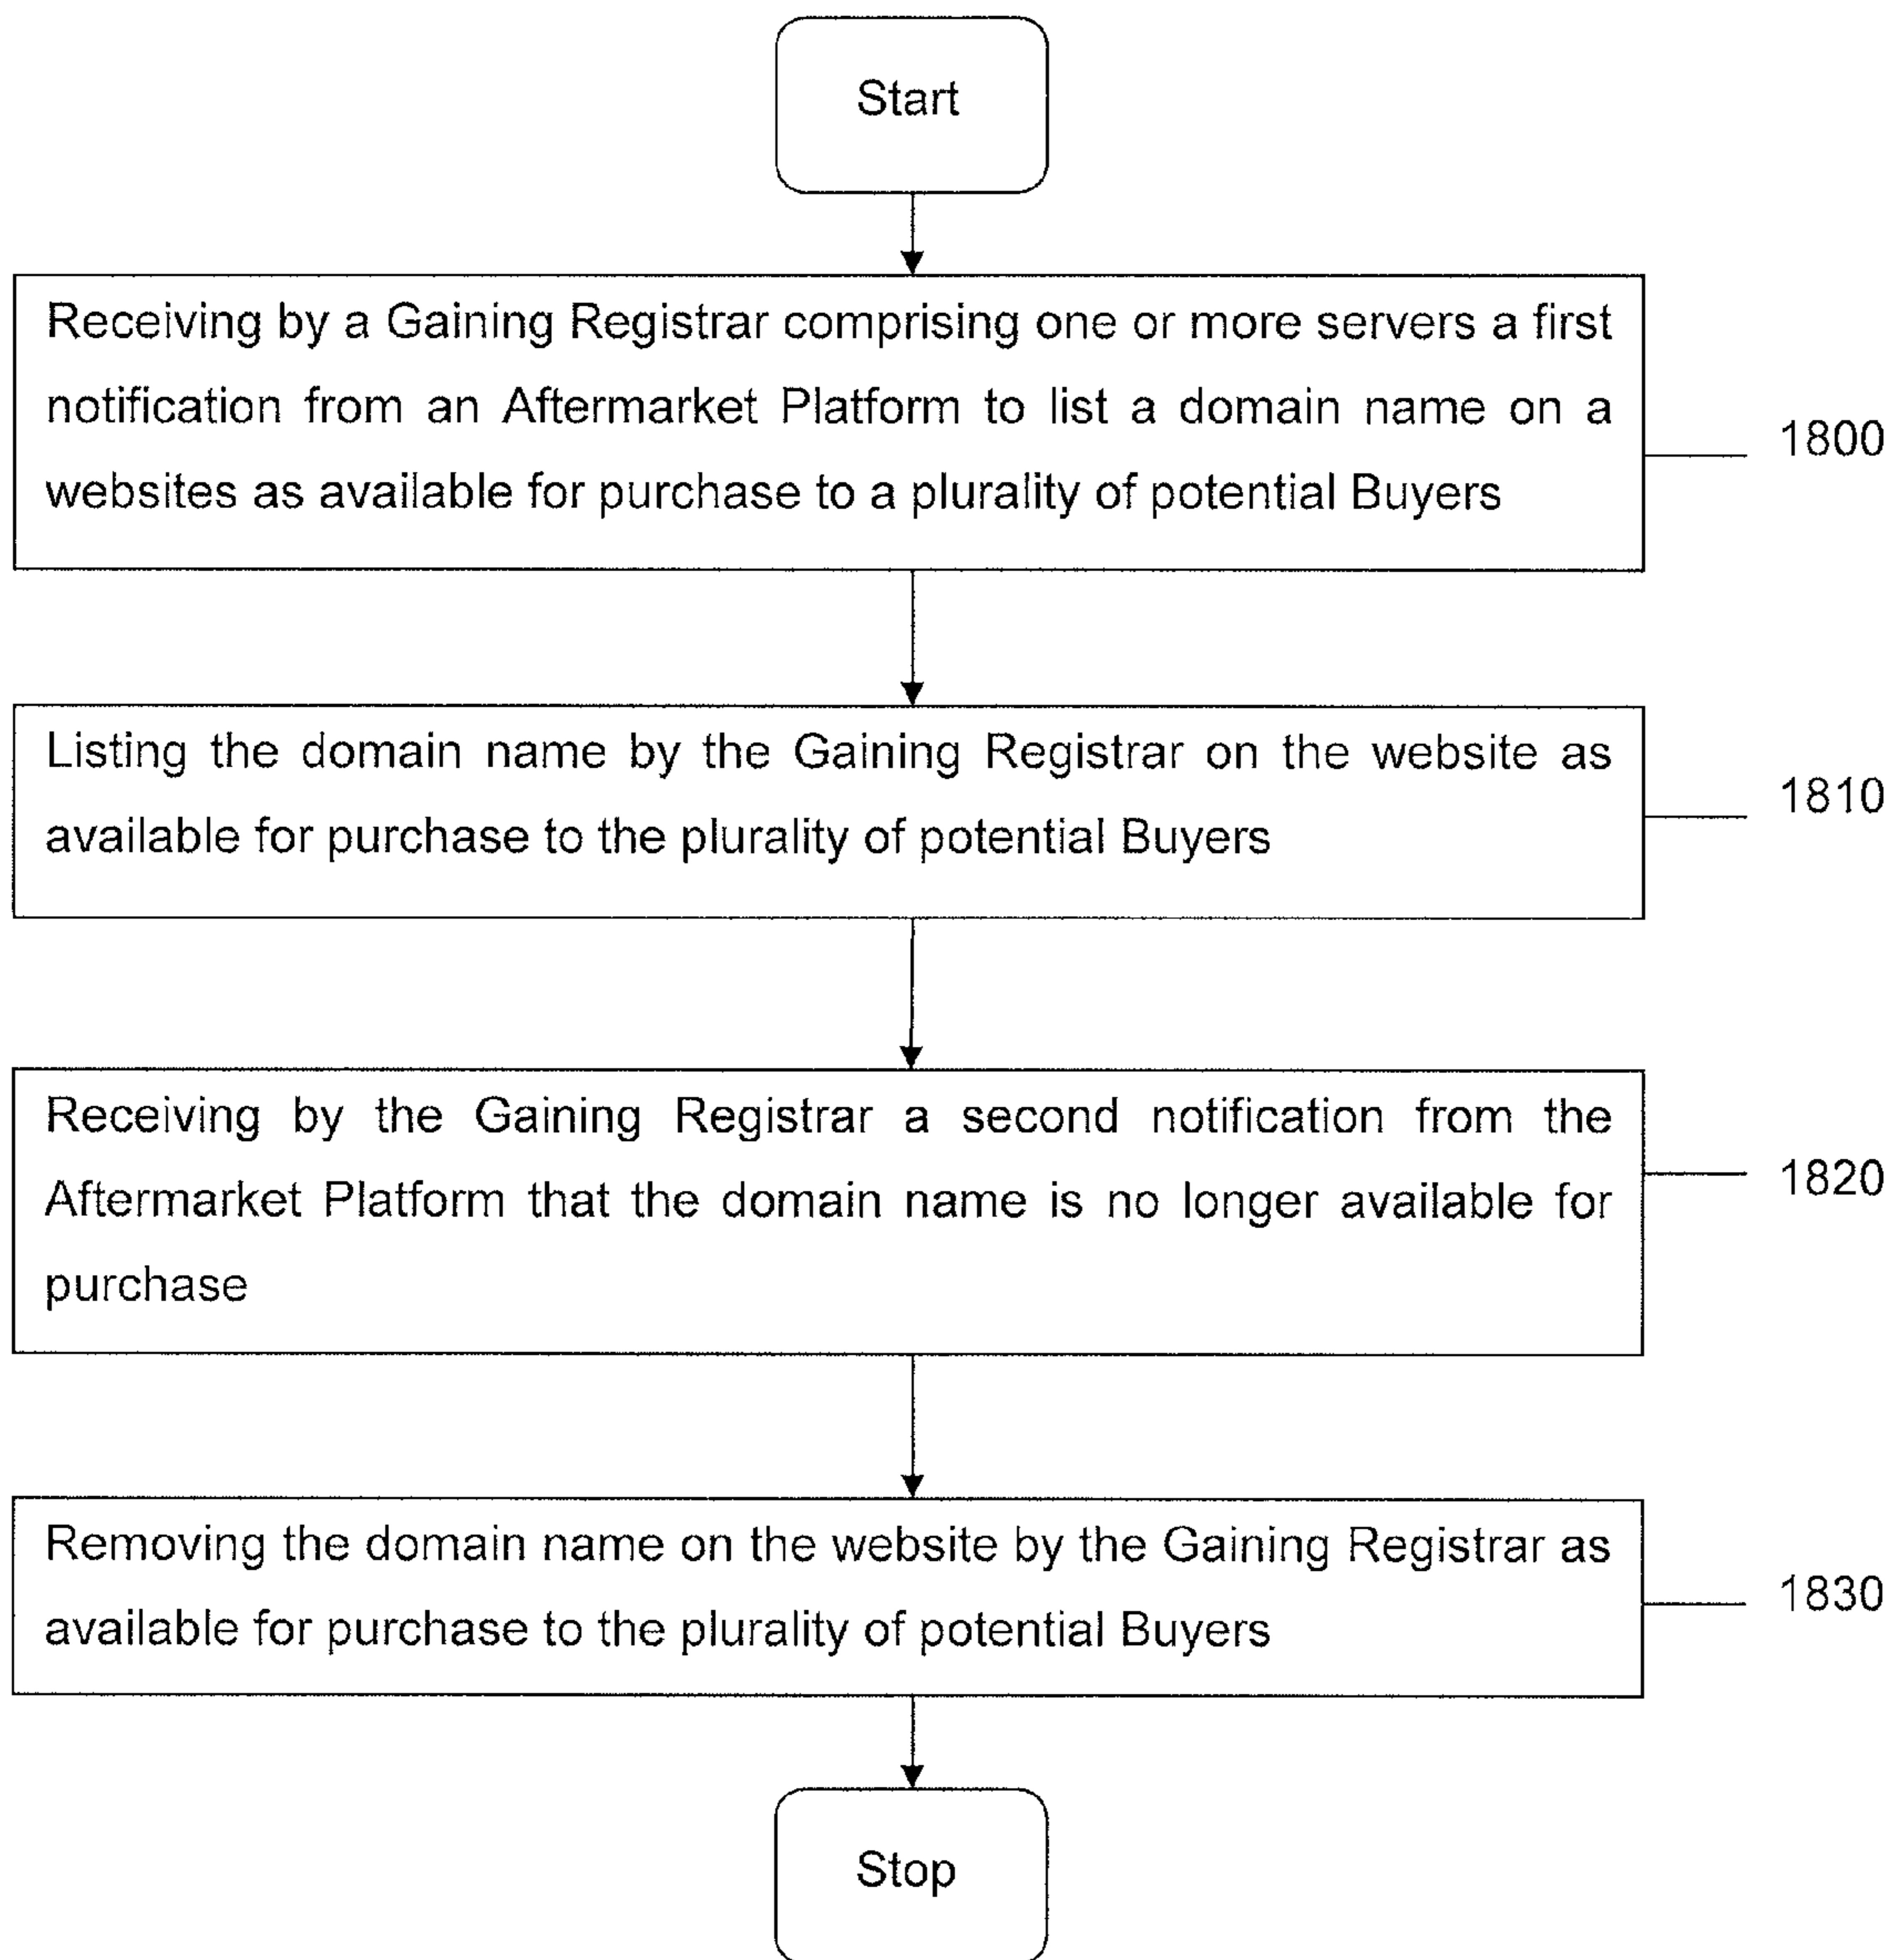 Start
Receiving by a Gaining Registrar comprising one or more servers a first
notification from an Aftermarket Platform to list a domain name on a
websites as available for purchase to a plurality of potential Buyers
1800
Listing the domain name by the Gaining Registrar on the website as
available for purchase to the plurality of potential Buyers
1810
Receiving by the Gaining Registrar a second notification from the
Aftermarket Platform that the domain name is no longer available for
purchase
1820
Removing the domain name on the website by the Gaining Registrar as
available for purchase to the plurality of potential Buyers
1830
Stop